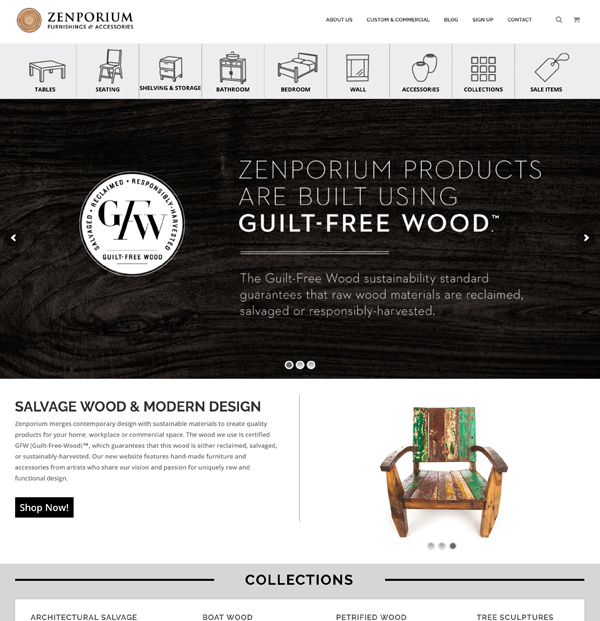 ZENPORIUM
FURNISHINGS & ACCESSORIES
ABOUT US CUSTOM & COMMERCIAL BLOG SIGN UP CONTACT
TABLES SEATING SHELVING & STORAGE BATHROOM BEDROOM WALL ACCESSORIES COLLECTIONS SALE ITEMS
SALVAGED • RECLAIMED • RESPONSIBLY-HARVESTED
GFW
GUILT-FREE WOOD
ZENPORIUM PRODUCTS
ARE BUILT USING
GUILT-FREE WOOD.™
The Guilt-Free Wood sustainability standard
guarantees that raw wood materials are reclaimed,
salvaged or responsibly-harvested.
SALVAGE WOOD & MODERN DESIGN
Zenporium merges contemporary design with sustainable materials to create quality
products for your home, workplace or commercial space. The wood we use is certified
GFW (Guilt-Free-Wood)™, which guarantees that this wood is either reclaimed, salvaged,
or sustainably-harvested. Our new website features hand-made furniture and
accessories from artists who share our vision and passion for uniquely raw and
functional design.
Shop Now!
COLLECTIONS
ARCHITECTURAL SALVAGE BOAT WOOD PETRIFIED WOOD TREE SCULPTURES